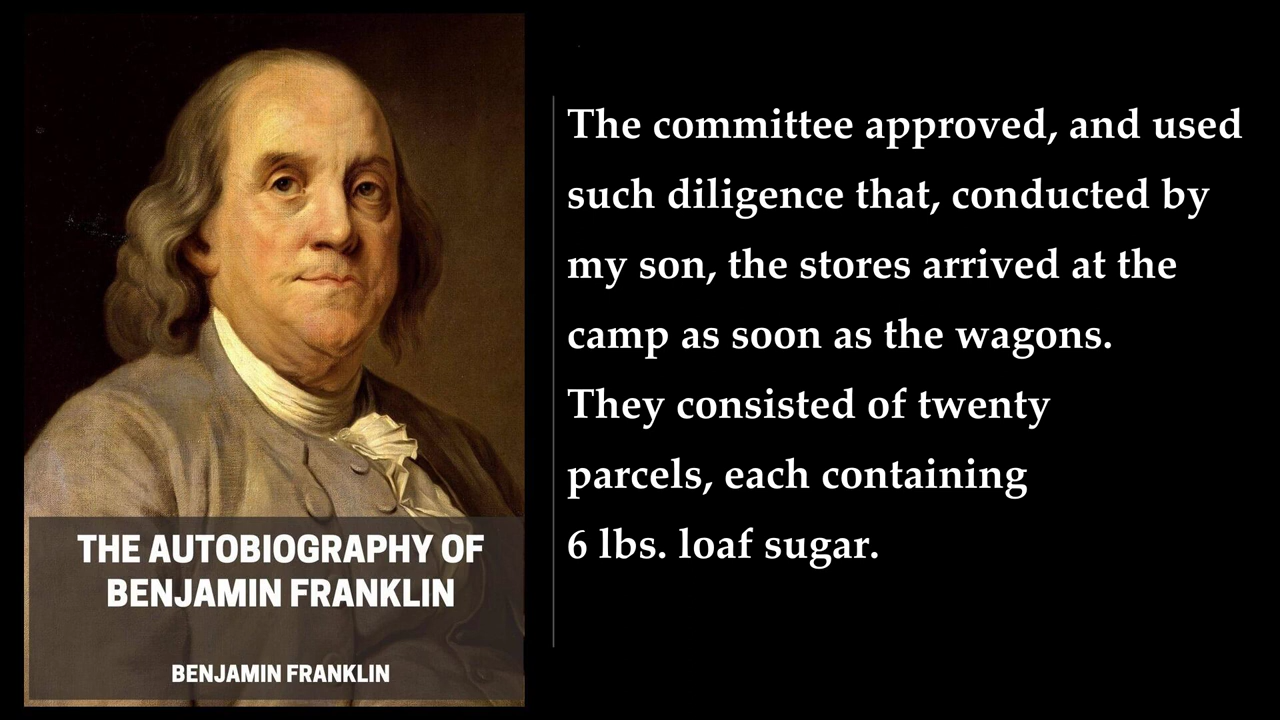 THE AUTOBIOGRAPHY OF
BENJAMIN FRANKLIN
BENJAMIN FRANKLIN
The committee approved, and used
such diligence that, conducted by
my son, the stores arrived at the
camp as soon as the wagons.
They consisted of twenty
parcels, each containing
6 lbs. loaf sugar.